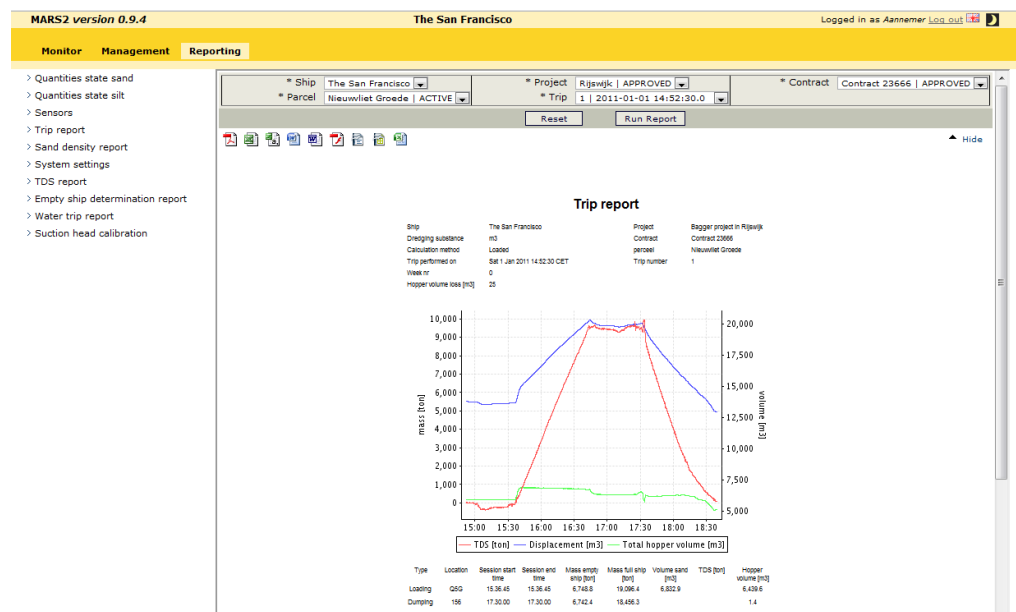 MARS2 version 0.9.4 The San Francisco Logged in as Aannemer Log out
Monitor Management Reporting
> Quantities state sand
> Quantities state silt
> Sensors
> Trip report
> Sand density report
> System settings
> TDS report
> Empty ship determination report
> Water trip report
> Suction head calibration
* Ship The San Francisco * Project Rijswijk | APPROVED * Contract Contract 23666 | APPROVED
* Parcel Nieuwvliet Groede | ACTIVE * Trip 1 | 2011-01-01 14:52:30.0
Reset Run Report
Hide
Trip report
Ship The San Francisco Project Bagger project in Rijswijk
Dredging substance m3 Contract Contract 23666
Calculation method Loaded perceel Nieuwvliet Groede
Trip performed on Sat 1 Jan 2011 14:52:30 CET Trip number 1
Week nr 0
Hopper volume loss [m3] 25
10,000
9,000
8,000
7,000
6,000
5,000
4,000
3,000
2,000
1,000
0
mass [ton]
20,000
17,500
15,000
12,500
10,000
7,500
5,000
volume [m3]
15:00 15:30 16:00 16:30 17:00 17:30 18:00 18:30
TDS [ton] Displacement [m3] Total hopper volume [m3]
Type Location Session start time Session end time Mass empty ship [ton] Mass full ship [ton] Volume sand [m3] TDS [ton] Hopper volume [m3]
Loading Q5G 15:36:45 15:36:45 6,748.8 19,096.4 6,832.9 6,439.6
Dumping 156 17:30:00 17:30:00 6,742.4 18,456.3 1.4